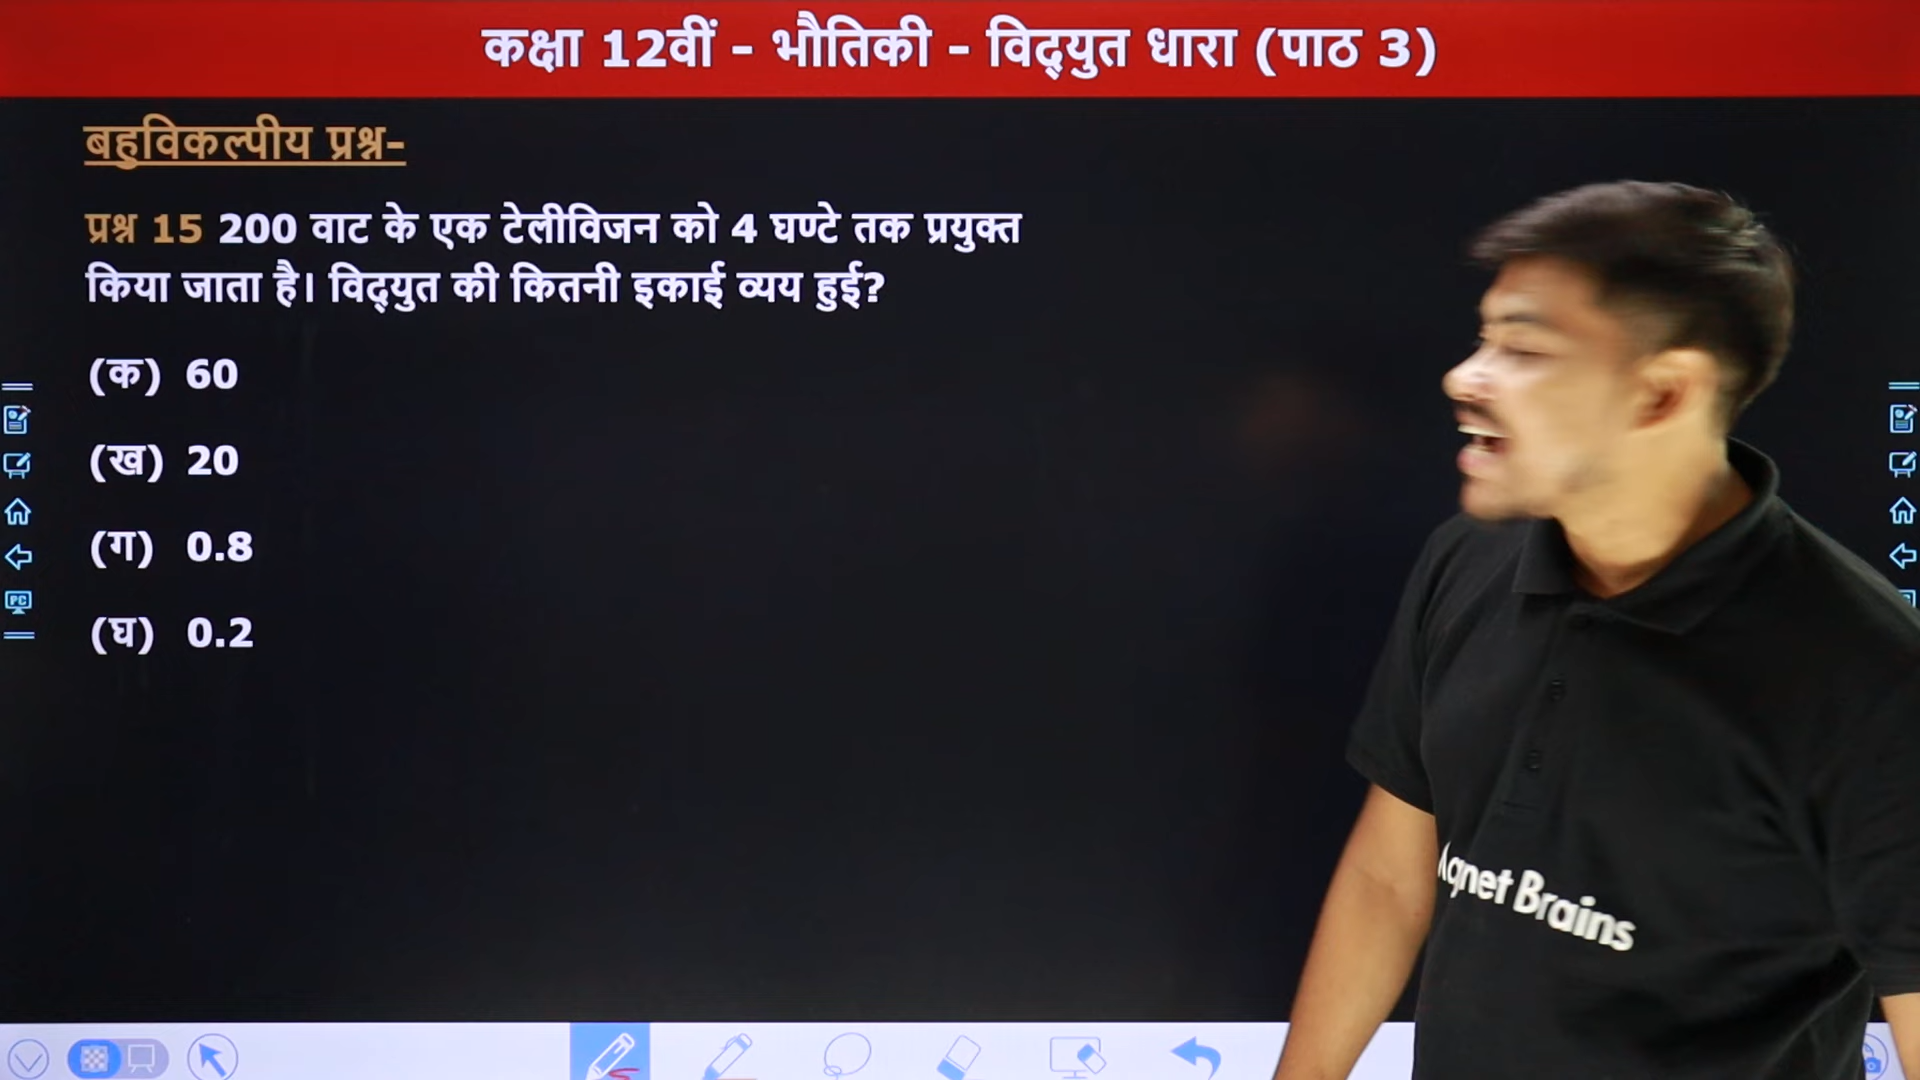 कक्षा 12वीं - भौतिकी - विद्युत धारा (पाठ 3)
बहुविकल्पीय प्रश्न-
प्रश्न 15 200 वाट के एक टेलीविजन को 4 घण्टे तक प्रयुक्त
किया जाता है। विद्युत की कितनी इकाई व्यय हुई?
(क) 60
(ख) 20
(ग) 0.8
(घ) 0.2
PC
Brains